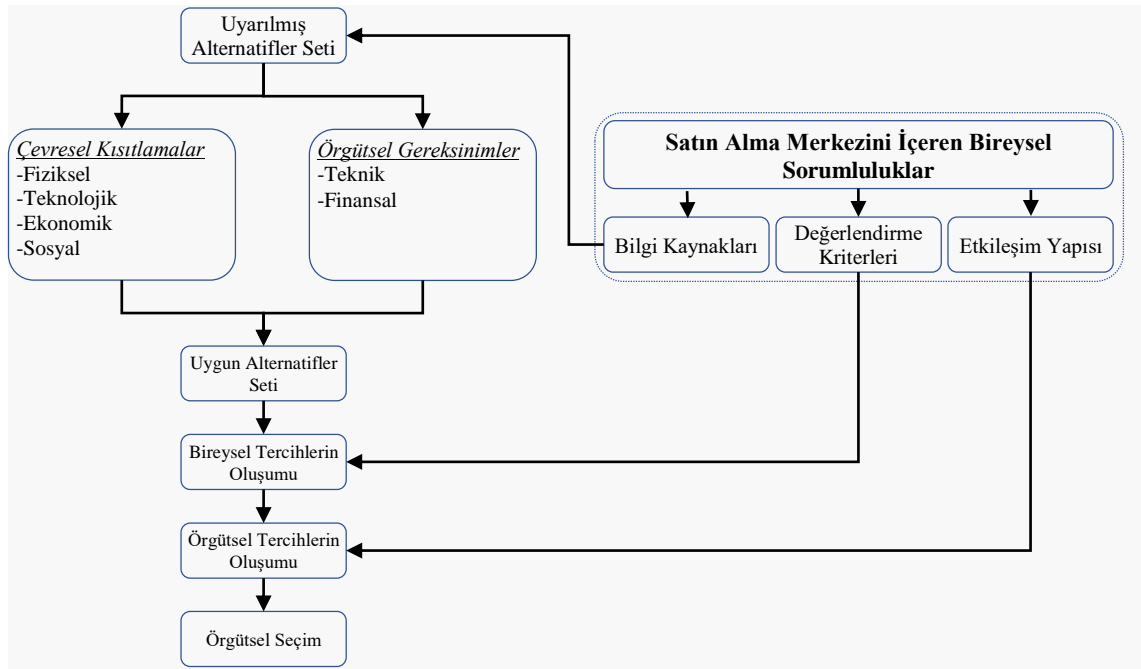 Uyarılmış
Alternatifler Seti
Çevresel Kısıtlamalar
-Fiziksel
-Teknolojik
-Ekonomik
-Sosyal
Örgütsel Gereksinimler
-Teknik
-Finansal
Satın Alma Merkezini İçeren Bireysel
Sorumluluklar
Bilgi Kaynakları
Değerlendirme
Kriterleri
Etkileşim Yapısı
Uygun Alternatifler
Seti
Bireysel Tercihlerin
Oluşumu
Örgütsel Tercihlerin
Oluşumu
Örgütsel Seçim